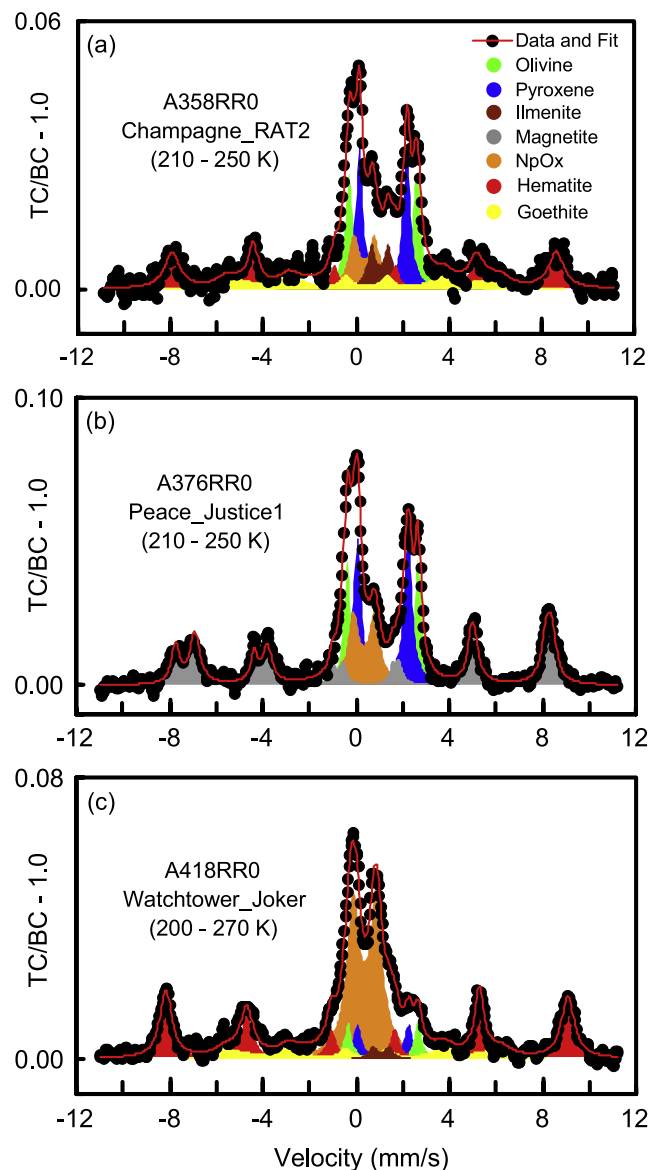 0.06
(a)
A358RR0
Champagne_RAT2
(210 - 250 K)
Data and Fit
Olivine
Pyroxene
Ilmenite
Magnetite
NpOx
Hematite
Goethite
TC/BC - 1.0
0.00
-12 -8 -4 0 4 8 12
0.10
(b)
A376RR0
Peace_Justice1
(210 - 250 K)
TC/BC - 1.0
0.00
-12 -8 -4 0 4 8 12
0.08
(c)
A418RR0
Watchtower_Joker
(200 - 270 K)
TC/BC - 1.0
0.00
-12 -8 -4 0 4 8 12
Velocity (mm/s)